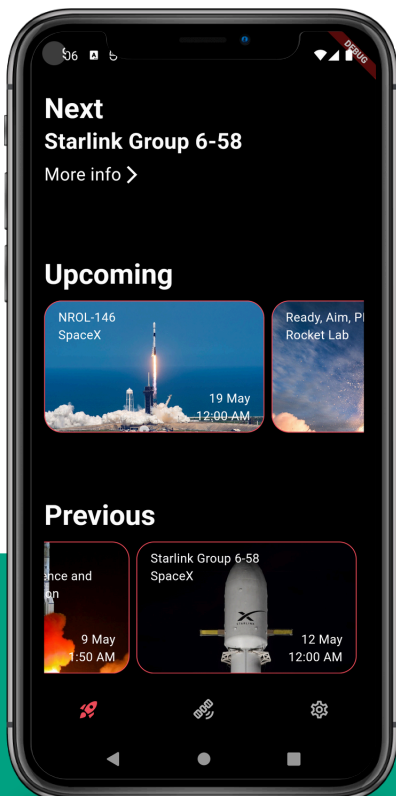 06
DEBUG
Next
Starlink Group 6-58
More info
Upcoming
NROL-146
SpaceX
19 May
12:00 AM
Ready, Aim,
Rocket Lab
Previous
ence and
on
9 May
1:50 AM
Starlink Group 6-58
SpaceX
12 May
12:00 AM